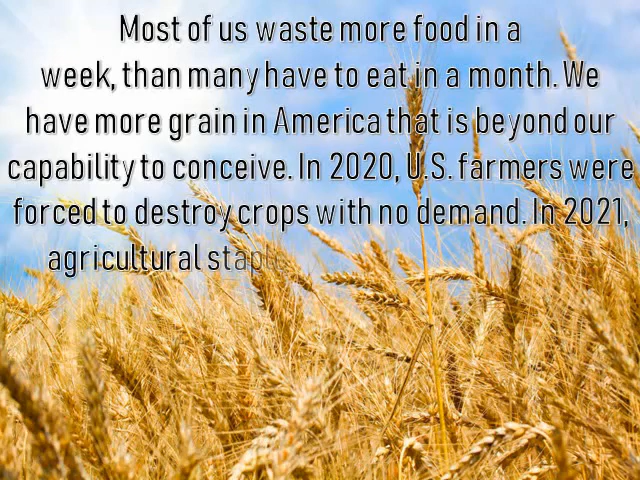 Most of us waste more food in a
week, than many have to eat in a month. We
have more grain in America that is beyond our
capability to conceive. In 2020, U.S. farmers were
forced to destroy crops with no demand. In 2021,
agricultural staple